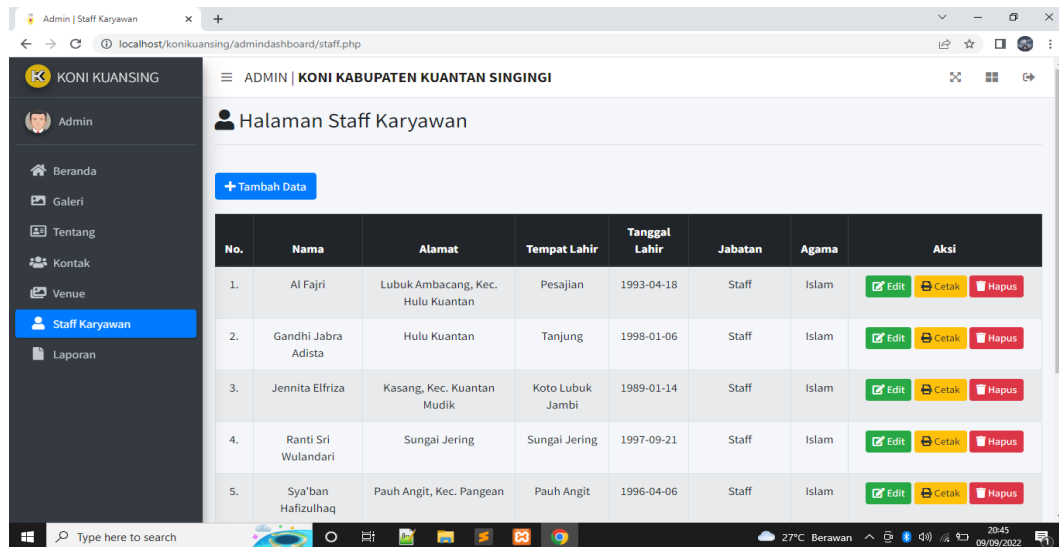 Admin | Staff Karyawan
localhost/konikuansing/admindashboard/staff.php
KONI KUANSING
ADMIN | KONI KABUPATEN KUANTAN SINGINGI
Admin
Halaman Staff Karyawan
Beranda
Galeri
Tentang
Kontak
Venue
Staff Karyawan
Laporan
Tambah Data
No. Nama Alamat Tempat Lahir Tanggal Lahir Jabatan Agama Aksi
1. Al Fajri Lubuk Ambacang, Kec. Hulu Kuantan Pesajian 1993-04-18 Staff Islam Edit Cetak Hapus
2. Gandhi Jabra Adista Hulu Kuantan Tanjung 1998-01-06 Staff Islam Edit Cetak Hapus
3. Jennita Elfriza Kasang, Kec. Kuantan Mudik Koto Lubuk Jambi 1989-01-14 Staff Islam Edit Cetak Hapus
4. Ranti Sri Wulandari Sungai Jering Sungai Jering 1997-09-21 Staff Islam Edit Cetak Hapus
5. Sya'ban Hafizulhaq Pauh Angit, Kec. Pangean Pauh Angit 1996-04-06 Staff Islam Edit Cetak Hapus
Type here to search
27°C Berawan
20:45
09/09/2022